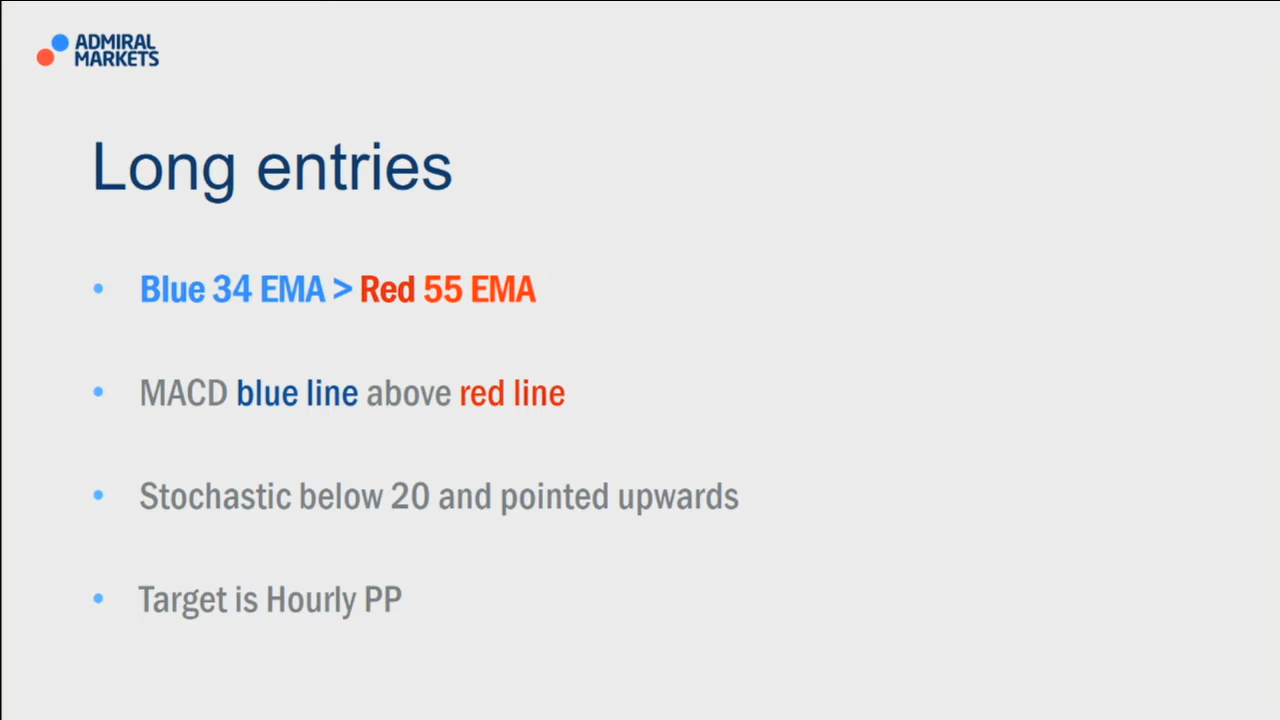 ADMIRAL
MARKETS
Long entries
• Blue 34 EMA > Red 55 EMA
• MACD blue line above red line
• Stochastic below 20 and pointed upwards
• Target is Hourly PP